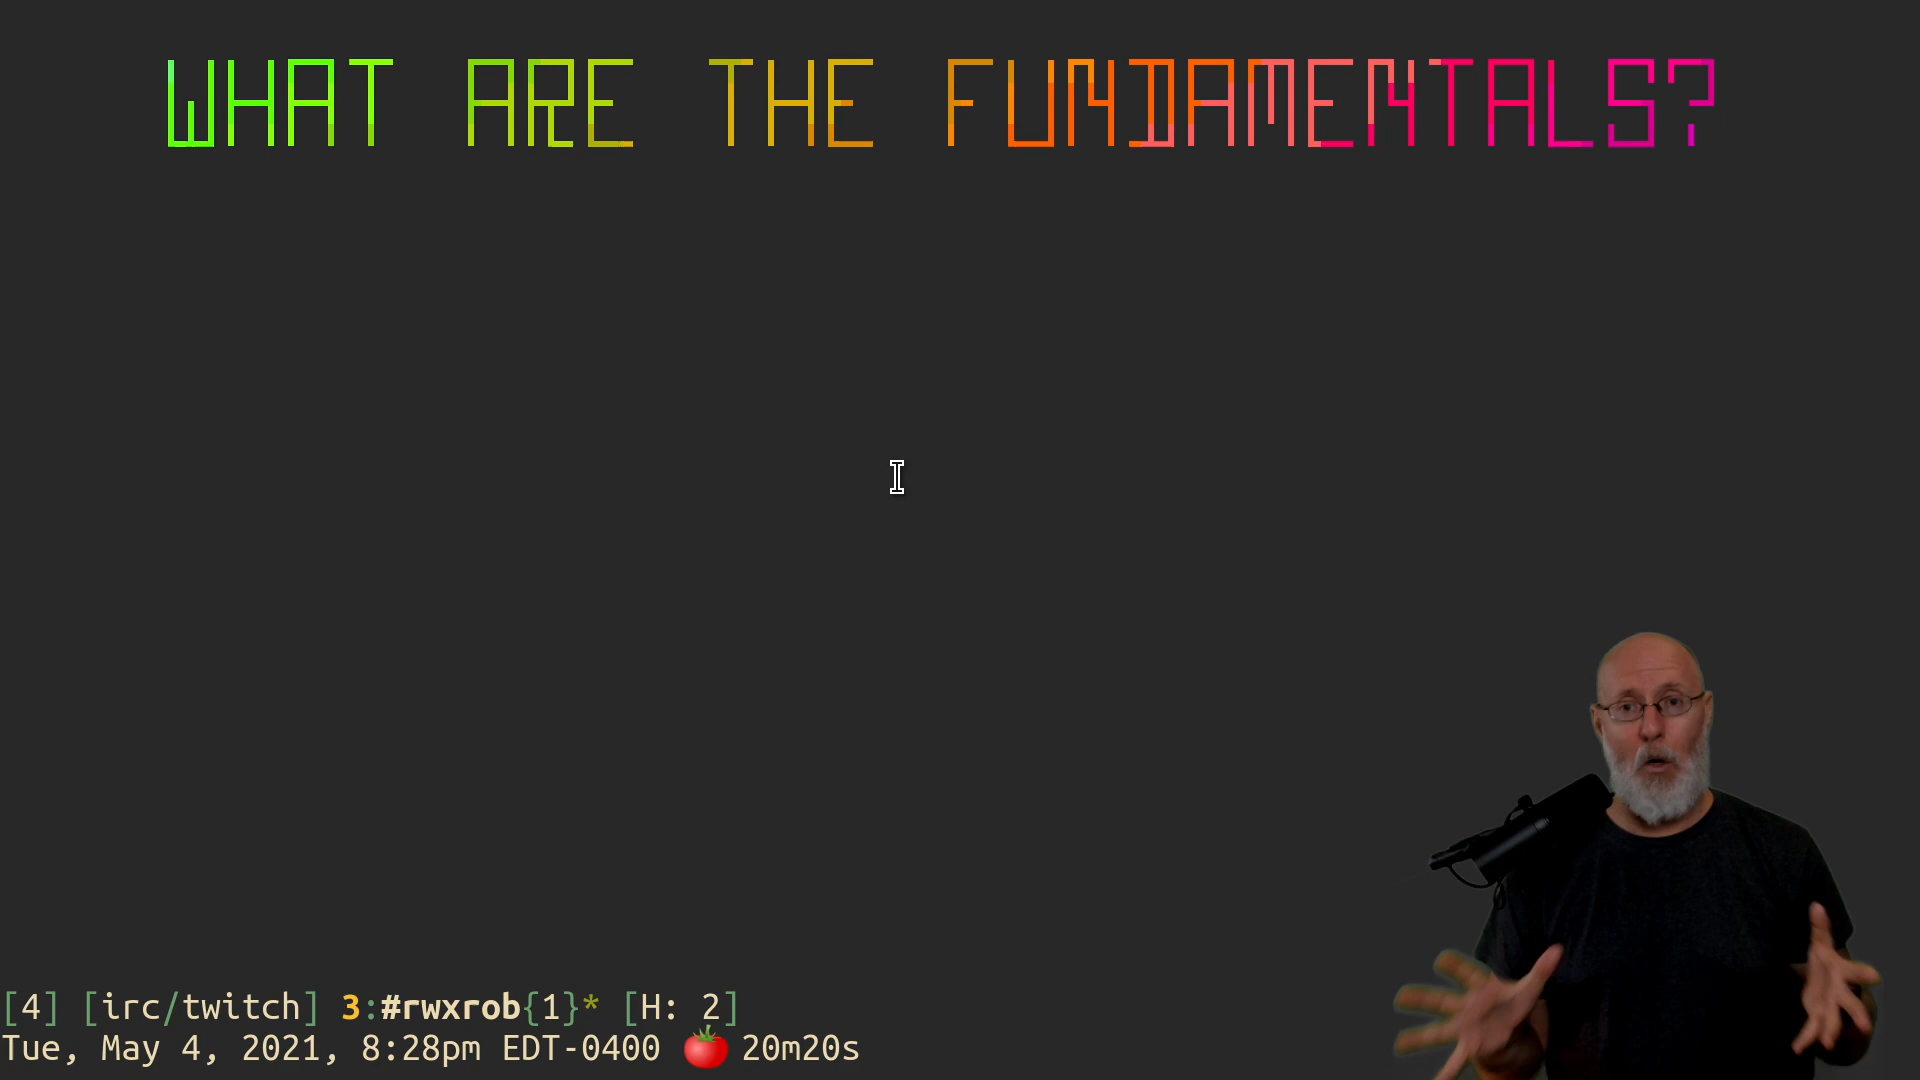 WHAT ARE THE FUNDAMENTALS?
[4] [irc/twitch] 3:#rwxrob{1}* [H: 2]
Tue, May 4, 2021, 8:28pm EDT-0400 🍅 20m20s